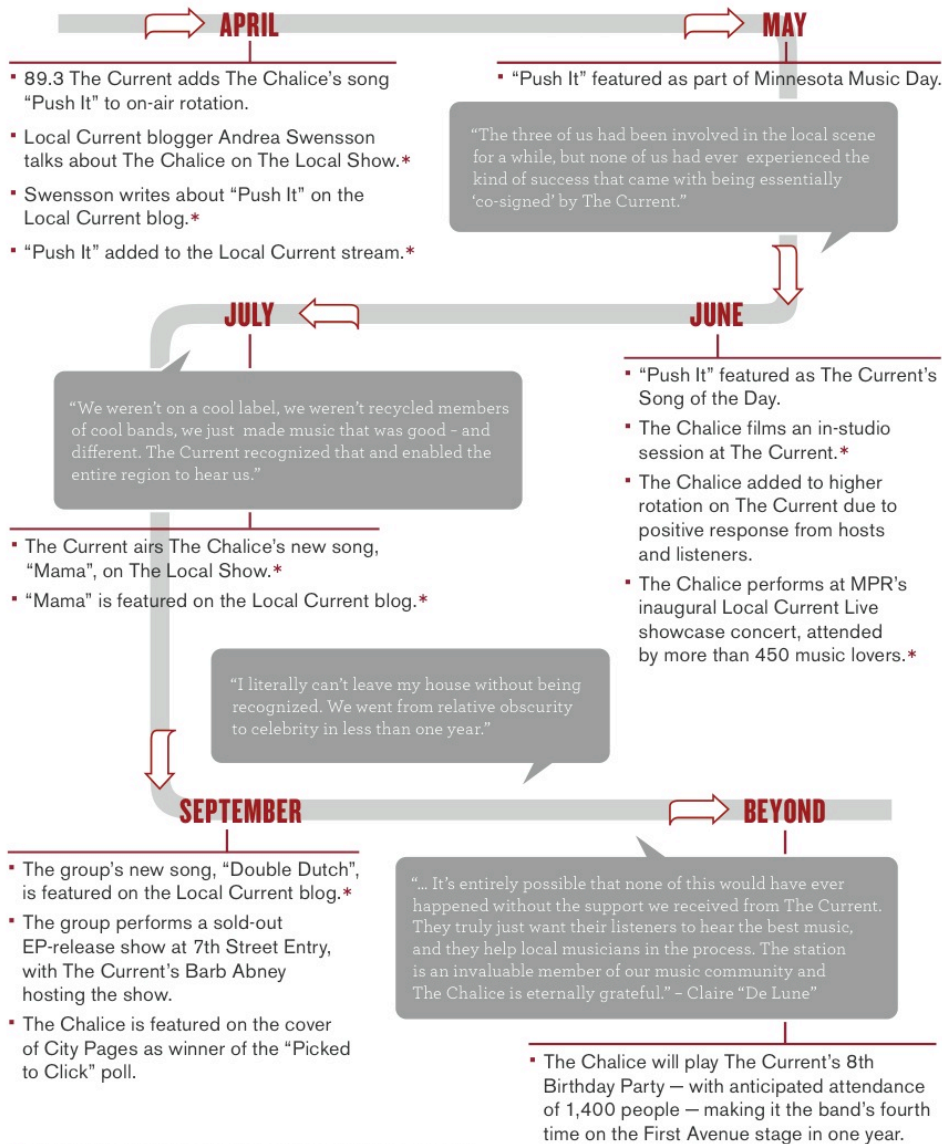 APRIL
▪ 89.3 The Current adds The Chalice’s song
“Push It” to on-air rotation.
▪ Local Current blogger Andrea Swensson
talks about The Chalice on The Local Show.*
▪ Swensson writes about “Push It” on the
Local Current blog.*
▪ “Push It” added to the Local Current stream.*
MAY
▪ “Push It” featured as part of Minnesota Music Day.
“The three of us had been involved in the local scene
for a while, but none of us had ever experienced the
kind of success that came with being essentially
‘co-signed’ by The Current.”
JUNE
▪ “Push It” featured as The Current’s
Song of the Day.
▪ The Chalice films an in-studio
session at The Current.*
▪ The Chalice added to higher
rotation on The Current due to
positive response from hosts
and listeners.
▪ The Chalice performs at MPR’s
inaugural Local Current Live
showcase concert, attended
by more than 450 music lovers.*
JULY
“We weren’t on a cool label, we weren’t recycled members
of cool bands, we just made music that was good – and
different. The Current recognized that and enabled the
entire region to hear us.”
▪ The Current airs The Chalice’s new song,
“Mama”, on The Local Show.*
▪ “Mama” is featured on the Local Current blog.*
“I literally can’t leave my house without being
recognized. We went from relative obscurity
to celebrity in less than one year.”
SEPTEMBER
▪ The group’s new song, “Double Dutch”,
is featured on the Local Current blog.*
▪ The group performs a sold-out
EP-release show at 7th Street Entry,
with The Current’s Barb Abney
hosting the show.
▪ The Chalice is featured on the cover
of City Pages as winner of the “Picked
to Click” poll.
BEYOND
“... It’s entirely possible that none of this would have ever
happened without the support we received from The Current.
They truly just want their listeners to hear the best music,
and they help local musicians in the process. The station
is an invaluable member of our music community and
The Chalice is eternally grateful.” – Claire “De Lune”
▪ The Chalice will play The Current’s 8th
Birthday Party — with anticipated attendance
of 1,400 people — making it the band’s fourth
time on the First Avenue stage in one year.